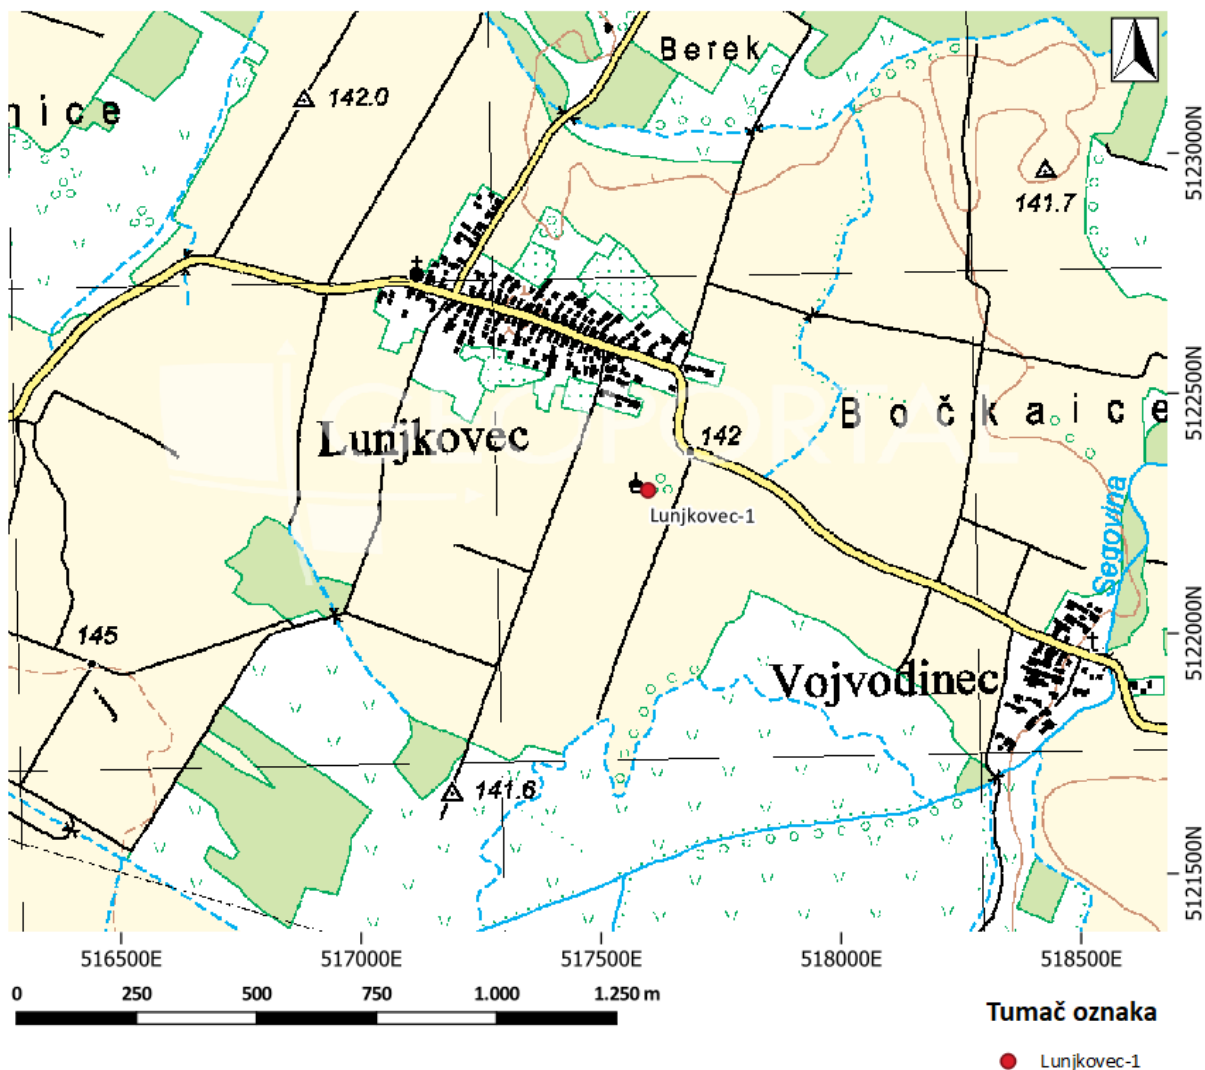 Berek
142.0
nice
5123000N
141.7
5122500N
Bočkaice
GEOPORTAL
Lunjkovec
142
Lunjkovec-1
Segovina
5122000N
145
Vojvodinec
141.6
5121500N
516500E
517000E
517500E
518000E
518500E
0
250
500
750
1.000
1.250 m
Tumač oznaka
Lunjkovec-1